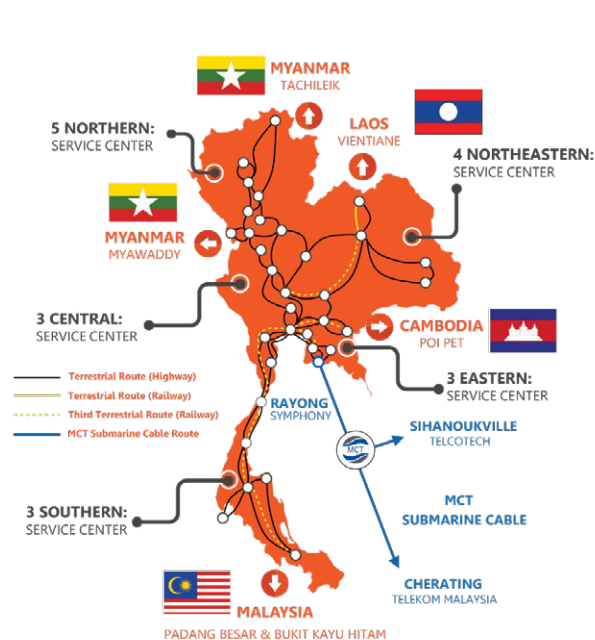 MYANMAR
TACHILEIK
LAOS
VIENTIANE
5 NORTHERN:
SERVICE CENTER
4 NORTHEASTERN:
SERVICE CENTER
MYANMAR
MYAWADDY
3 CENTRAL:
SERVICE CENTER
CAMBODIA
POI PET
3 EASTERN:
SERVICE CENTER
Terrestrial Route (Highway)
Terrestrial Route (Railway)
Third Terrestrial Route (Railway)
MCT Submarine Cable Route
RAYONG
SYMPHONY
SIHANOUKVILLE
TELCOTECH
MCT
MCT
SUBMARINE CABLE
3 SOUTHERN:
SERVICE CENTER
CHERATING
TELEKOM MALAYSIA
MALAYSIA
PADANG BESAR & BUKIT KAYU HITAM